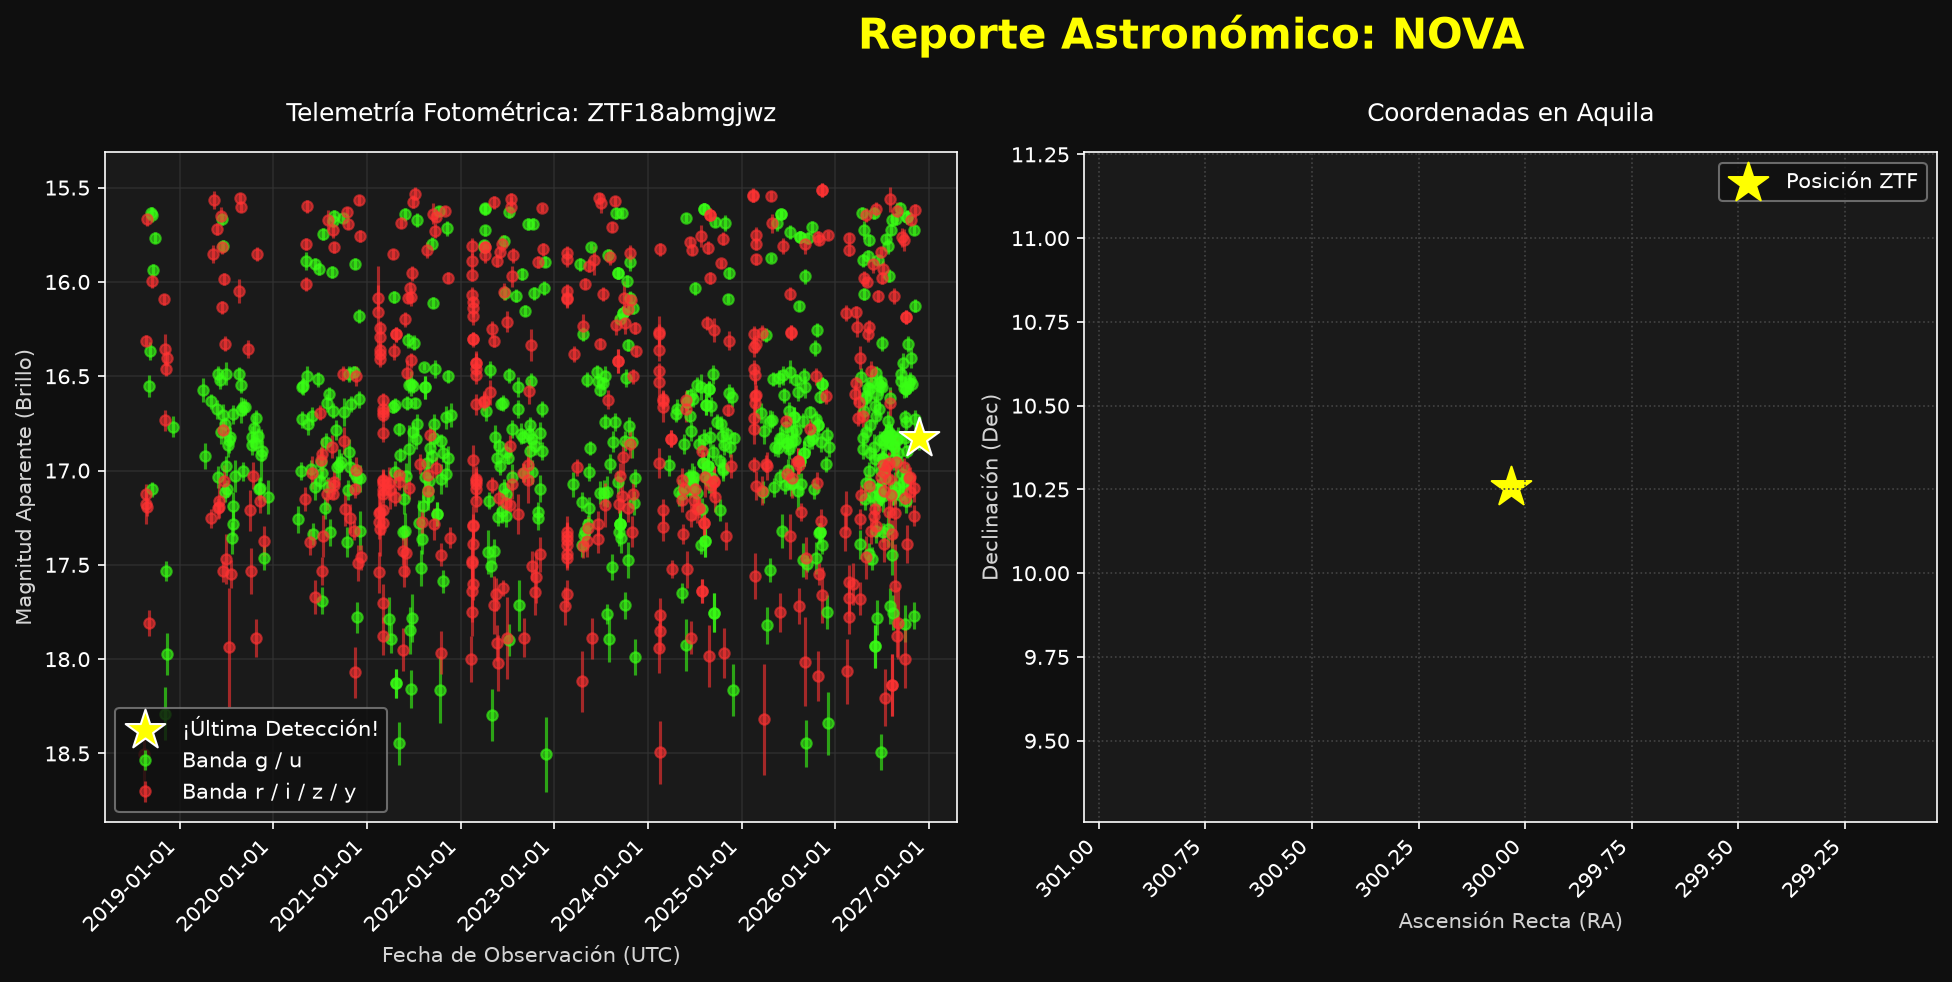 Reporte Astronómico: NOVA
Telemetría Fotométrica: ZTF18abmgjwz
Magnitud Aparente (Brillo)
15.5
16.0
16.5
17.0
17.5
18.0
18.5
¡Última Detección!
Banda g / u
Banda r / i / z / y
2019-01-01
2020-01-01
2021-01-01
2022-01-01
2023-01-01
2024-01-01
2025-01-01
2026-01-01
2027-01-01
Fecha de Observación (UTC)
Coordenadas en Aquila
Declinación (Dec)
11.25
11.00
10.75
10.50
10.25
10.00
9.75
9.50
Posición ZTF
301.00
300.75
300.50
300.25
300.00
299.75
299.50
299.25
Ascensión Recta (RA)